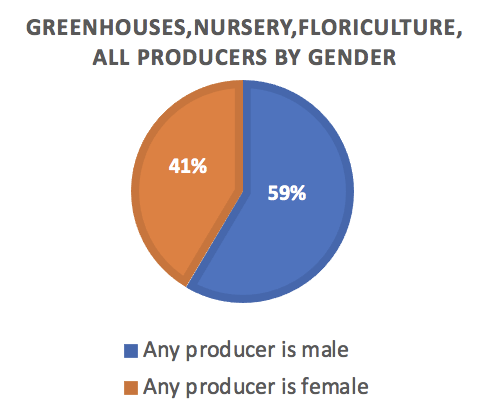 GREENHOUSES,NURSERY,FLORICULTURE,
ALL PRODUCERS BY GENDER
41%
59%
Any producer is male
Any producer is female